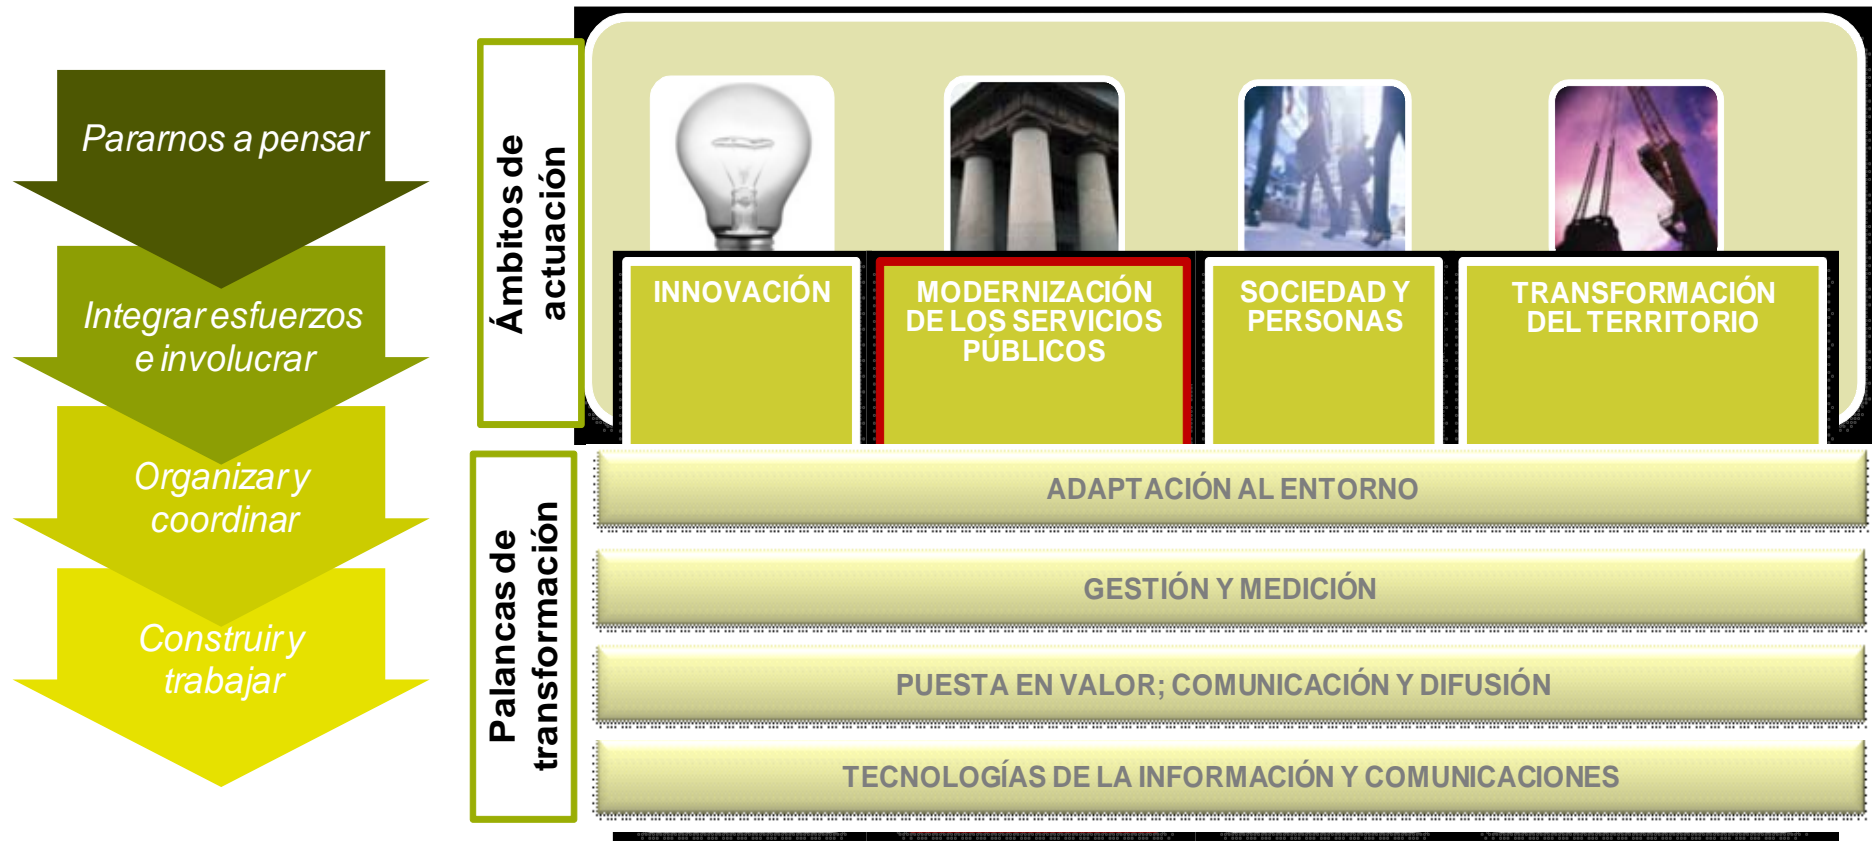 Pararnos a pensar
Integrar esfuerzos
e involucrar
Organizar y
coordinar
Construir y
trabajar
Ámbitos de
actuación
INNOVACIÓN
MODERNIZACIÓN
DE LOS SERVICIOS
PÚBLICOS
SOCIEDAD Y
PERSONAS
TRANSFORMACIÓN
DEL TERRITORIO
Palancas de
transformación
ADAPTACIÓN AL ENTORNO
GESTIÓN Y MEDICIÓN
PUESTA EN VALOR; COMUNICACIÓN Y DIFUSIÓN
TECNOLOGÍAS DE LA INFORMACIÓN Y COMUNICACIONES